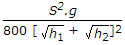 S².g
800 [ √h₁ + √h₂]²